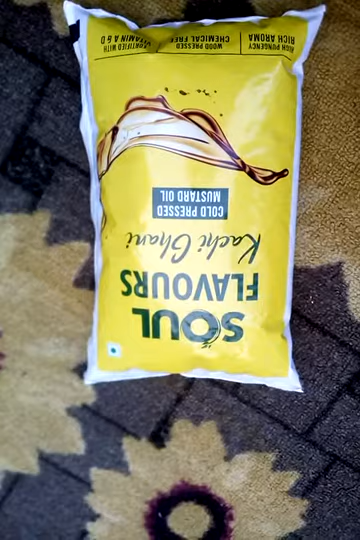 SOUL
FLAVOURS
Kachi Ghani
COLD PRESSED
MUSTARD OIL
HIGH PUNGENCY
RICH AROMA
WOOD PRESSED
CHEMICAL FREE
FORTIFIED WITH
VITAMIN A & D